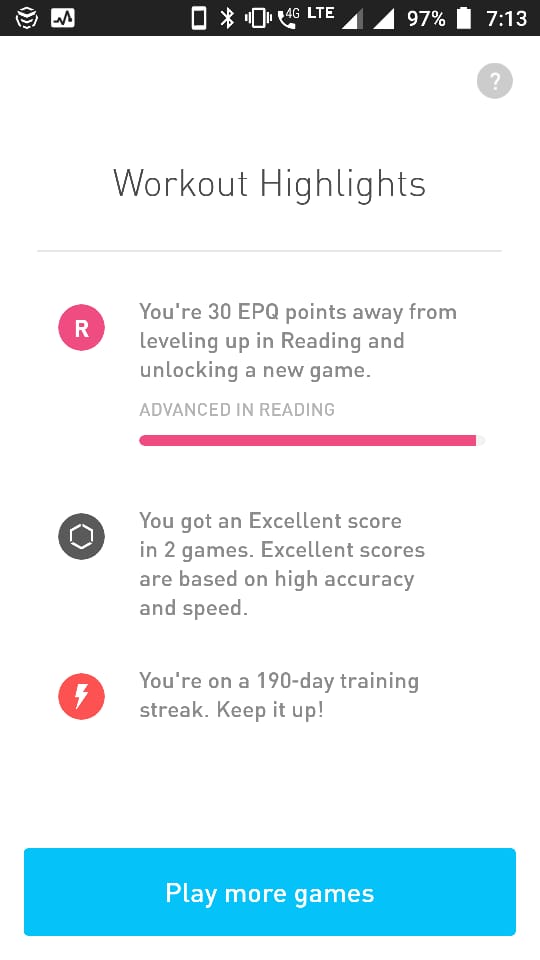 4G LTE 97% 7:13
?
Workout Highlights
R
You're 30 EPQ points away from
leveling up in Reading and
unlocking a new game.
ADVANCED IN READING
You got an Excellent score
in 2 games. Excellent scores
are based on high accuracy
and speed.
You're on a 190-day training
streak. Keep it up!
Play more games